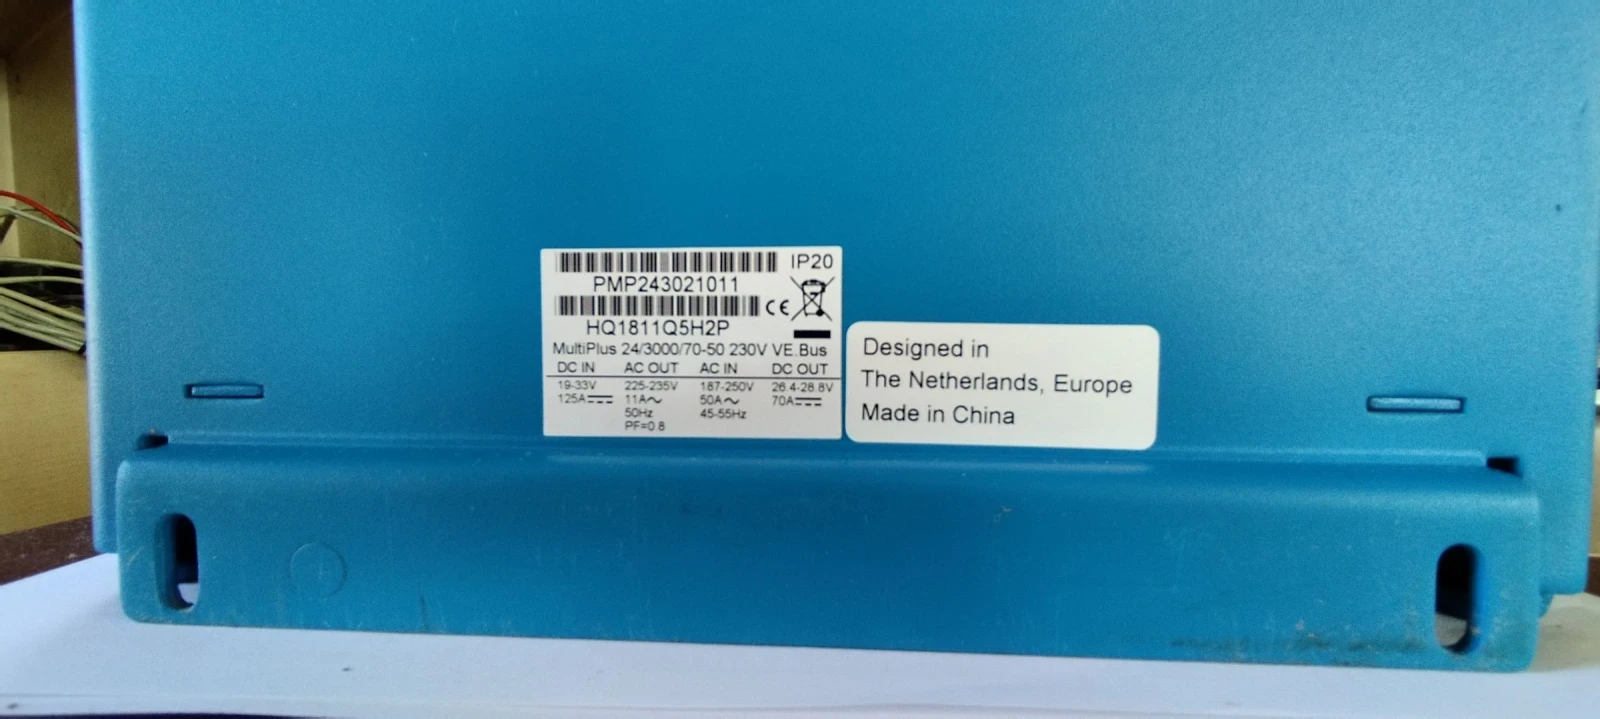 IP20
PMP243021011
CE
HQ1811Q5H2P
MultiPlus 24/3000/70-50 230V VE.Bus
DC IN AC OUT AC IN DC OUT
19-33V 225-235V 187-250V 26.4-28.8V
125A⎓ 11A～ 50A～ 70A⎓
50Hz 45-55Hz
PF=0.8
Designed in
The Netherlands, Europe
Made in China